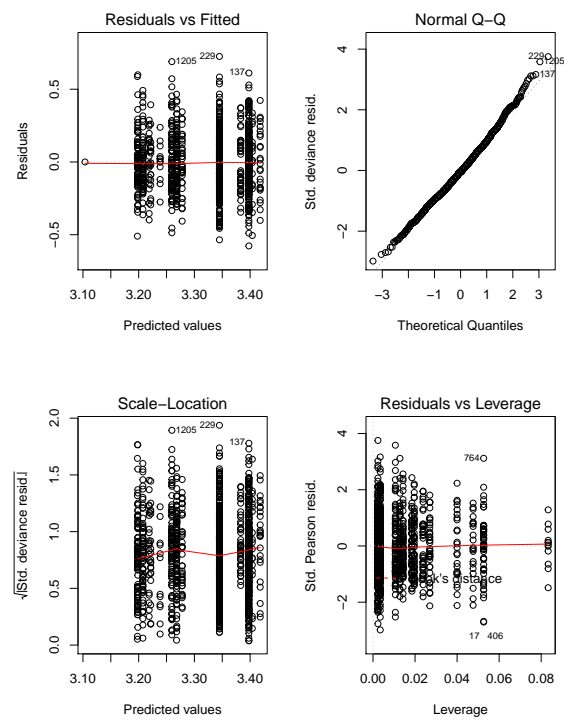 Residuals vs Fitted
Residuals
0.5
0.0
−0.5
1205
229
137
3.10 3.20 3.30 3.40
Predicted values
Normal Q−Q
Std. deviance resid.
4
2
0
−2
229
1205
137
−3 −1 0 1 2 3
Theoretical Quantiles
Scale−Location
√|Std. deviance resid.|
2.0
1.5
1.0
0.5
0.0
1205
229
137
3.10 3.20 3.30 3.40
Predicted values
Residuals vs Leverage
Std. Pearson resid.
4
2
0
−2
764
k's distance
17 406
0.00 0.02 0.04 0.06 0.08
Leverage